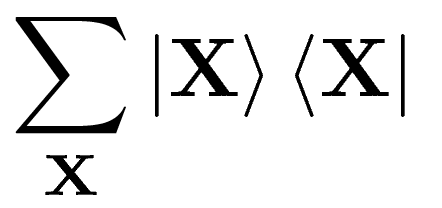 ∑ |X⟩ ⟨X|
X